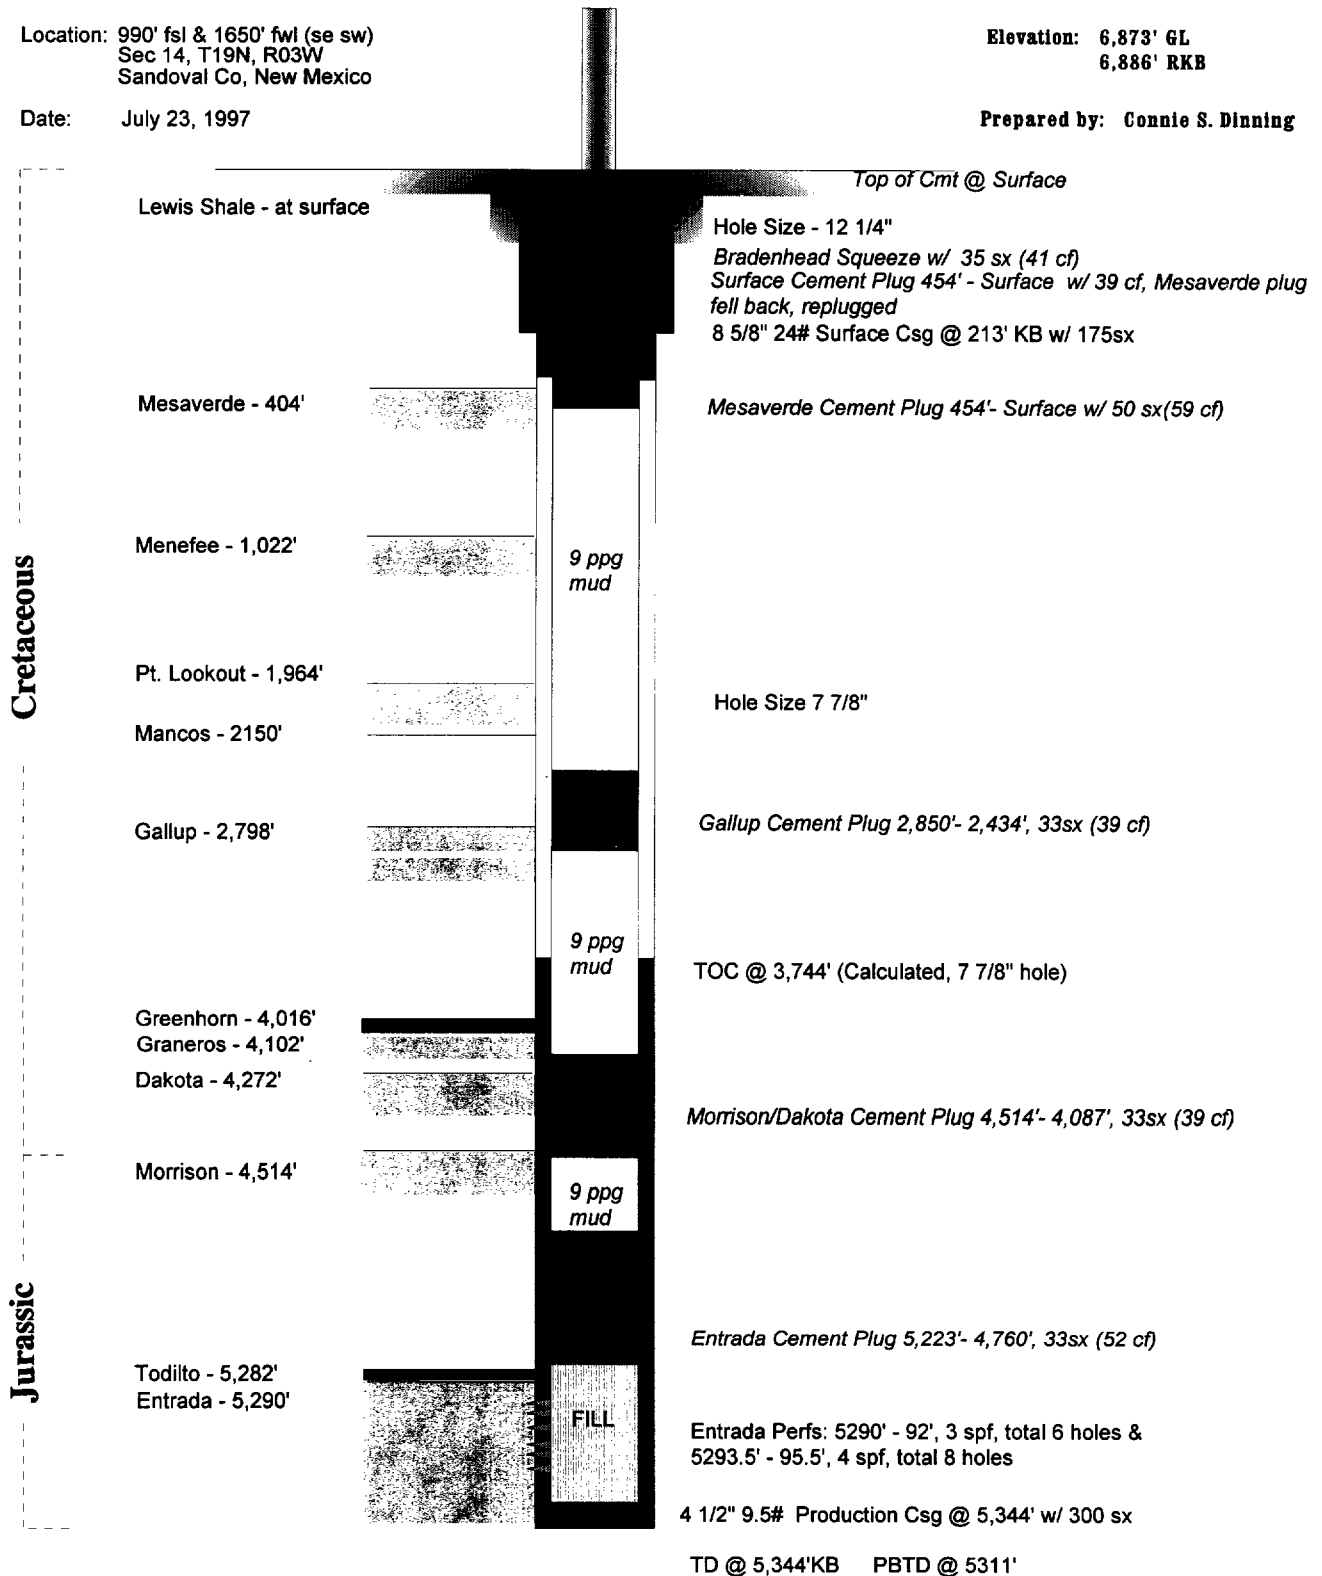 Location: 990' fsl & 1650' fwl (se sw)
Sec 14, T19N, R03W
Sandoval Co, New Mexico
Elevation: 6,873' GL
6,886' RKB
Date: July 23, 1997
Prepared by: Connie S. Dinning
Top of Cmt @ Surface
Lewis Shale - at surface
Hole Size - 12 1/4"
Bradenhead Squeeze w/ 35 sx (41 cf)
Surface Cement Plug 454' - Surface w/ 39 cf, Mesaverde plug
fell back, replugged
8 5/8" 24# Surface Csg @ 213' KB w/ 175sx
Mesaverde - 404'
Mesaverde Cement Plug 454'- Surface w/ 50 sx(59 cf)
Cretaceous
Menefee - 1,022'
9 ppg
mud
Pt. Lookout - 1,964'
Hole Size 7 7/8"
Mancos - 2150'
Gallup - 2,798'
Gallup Cement Plug 2,850'- 2,434', 33sx (39 cf)
9 ppg
mud
TOC @ 3,744' (Calculated, 7 7/8" hole)
Greenhorn - 4,016'
Graneros - 4,102'
Dakota - 4,272'
Morrison/Dakota Cement Plug 4,514'- 4,087', 33sx (39 cf)
Morrison - 4,514'
9 ppg
mud
Jurassic
Entrada Cement Plug 5,223'- 4,760', 33sx (52 cf)
Todilto - 5,282'
Entrada - 5,290'
FILL
Entrada Perfs: 5290' - 92', 3 spf, total 6 holes &
5293.5' - 95.5', 4 spf, total 8 holes
4 1/2" 9.5# Production Csg @ 5,344' w/ 300 sx
TD @ 5,344'KB PBTD @ 5311'